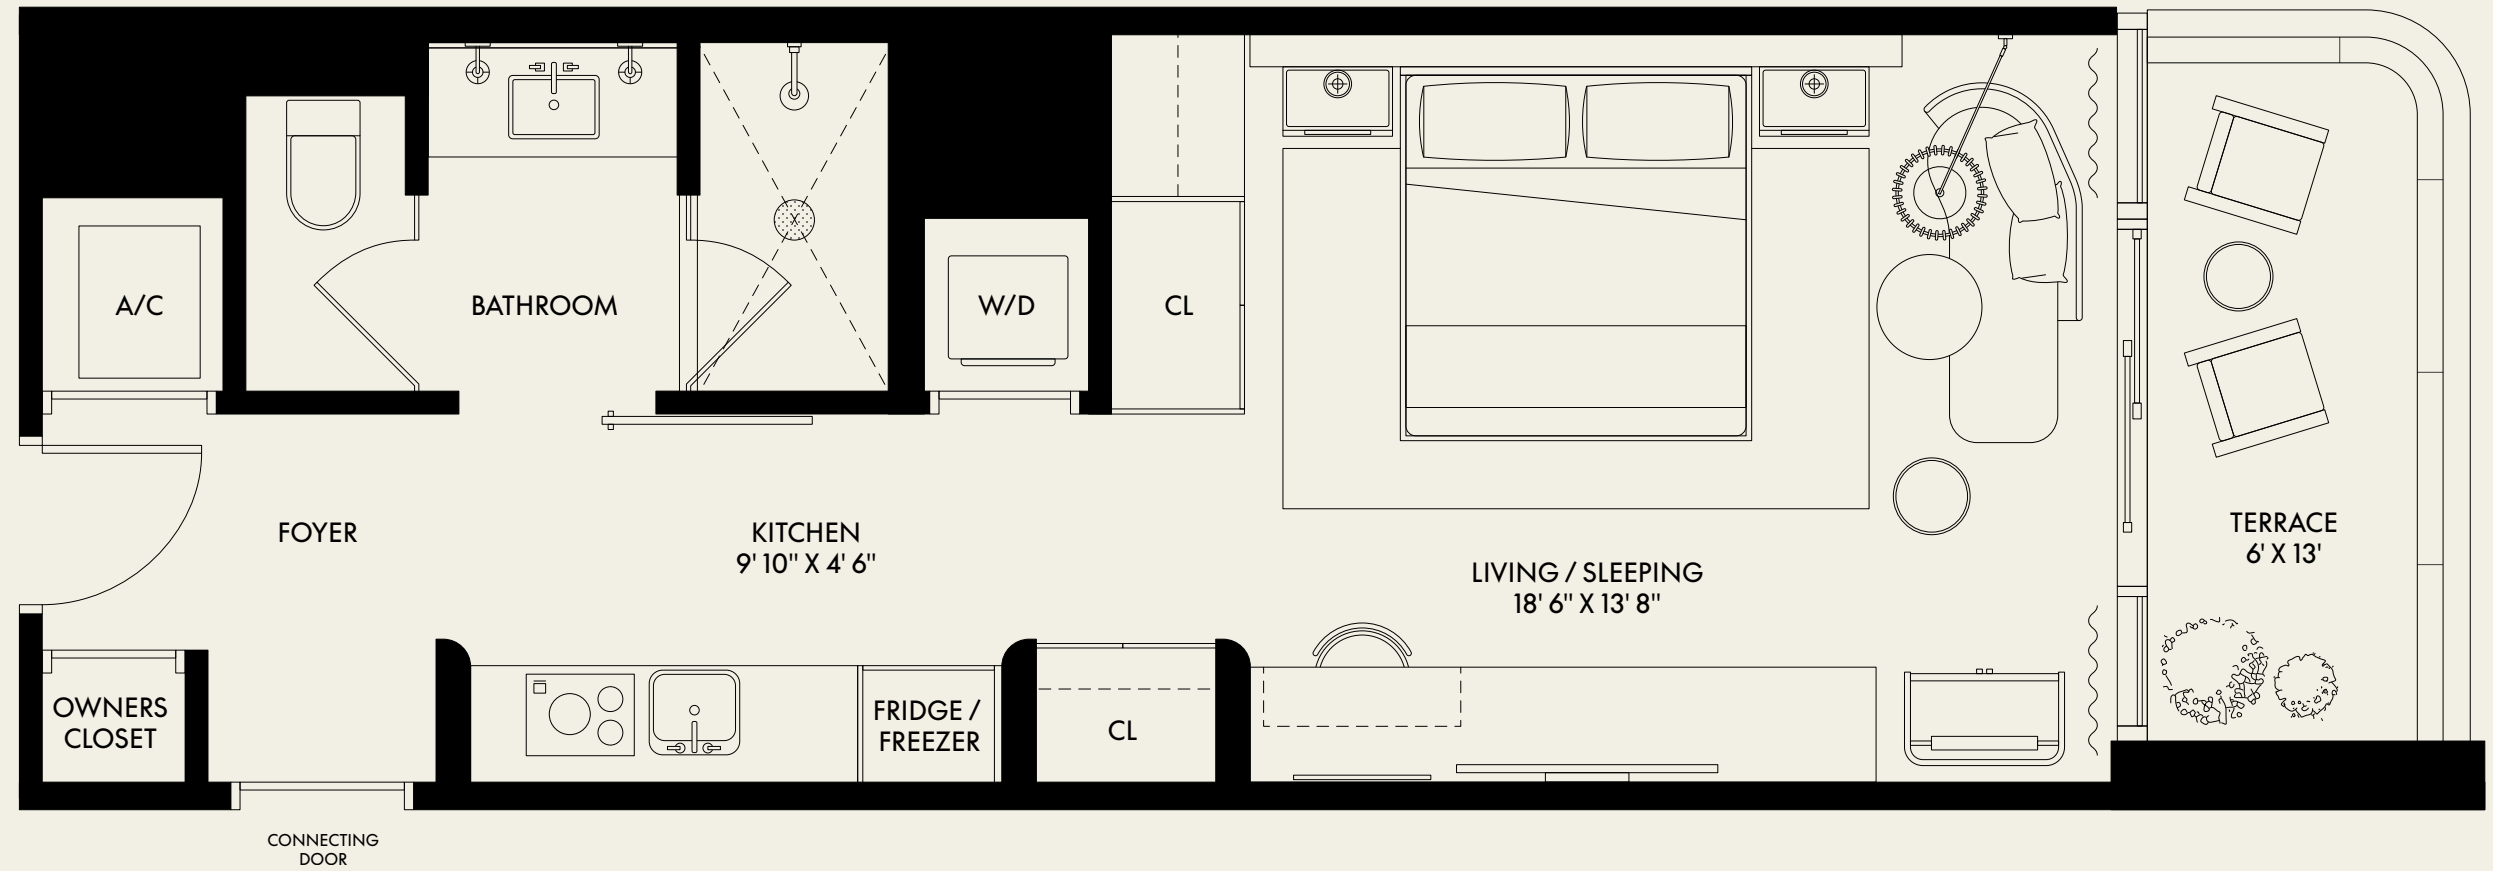 A/C
BATHROOM
W/D
CL
FOYER
KITCHEN
9' 10" X 4' 6"
LIVING / SLEEPING
18' 6" X 13' 8"
TERRACE
6' X 13'
OWNERS
CLOSET
FRIDGE /
FREEZER
CL
CONNECTING
DOOR